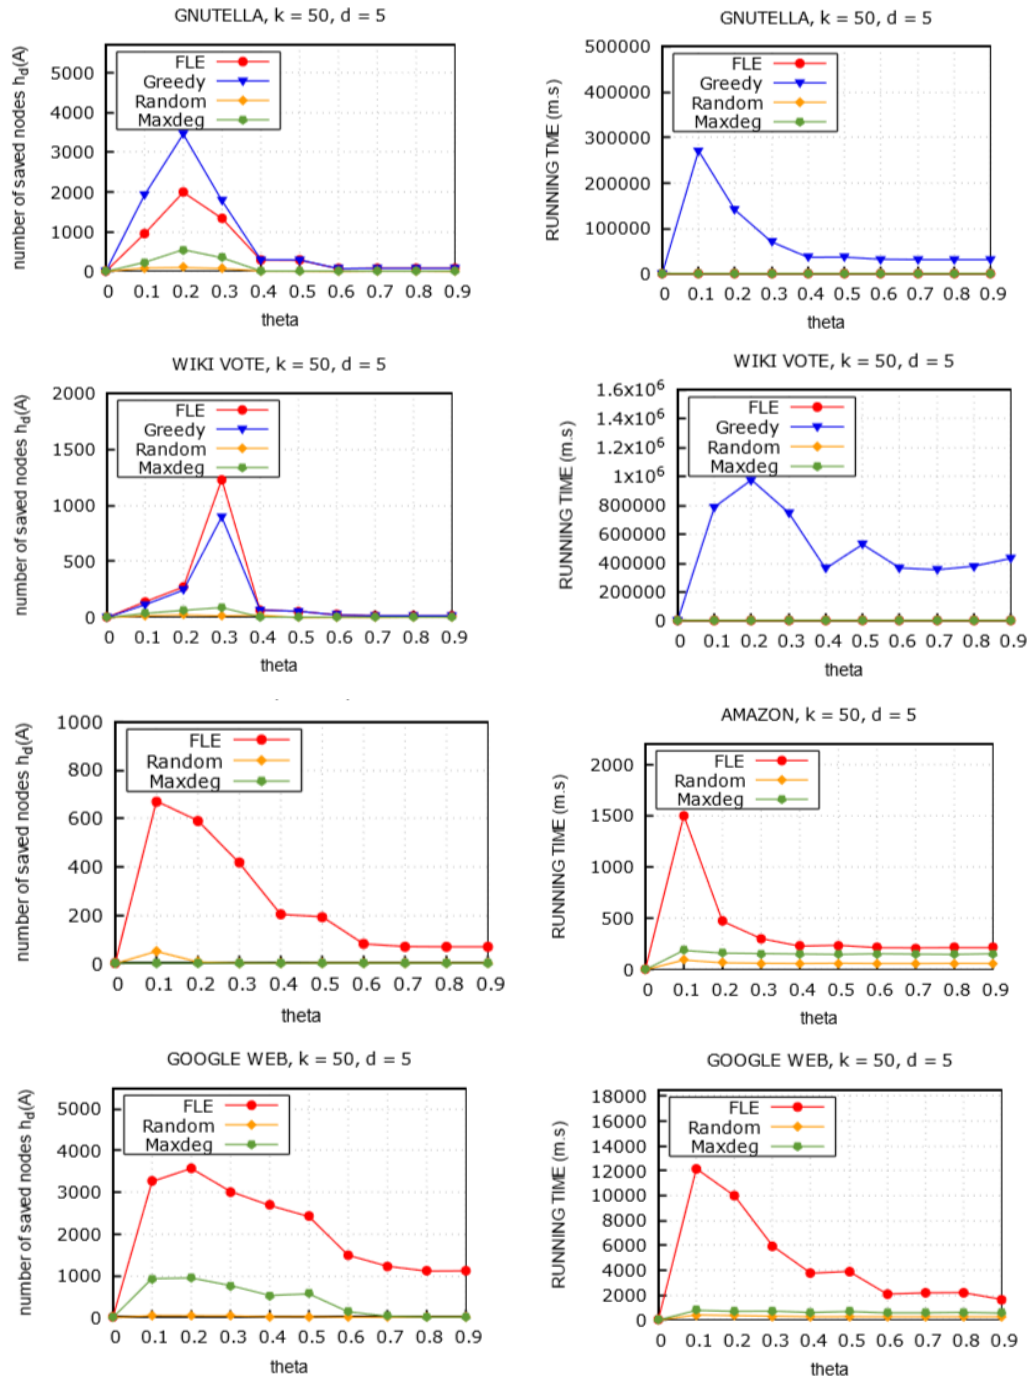 GNUTELLA, k = 50, d = 5
number of saved nodes h_d(A)
5000
4000
3000
2000
1000
0
FLE
Greedy
Random
Maxdeg
0 0.1 0.2 0.3 0.4 0.5 0.6 0.7 0.8 0.9
theta
GNUTELLA, k = 50, d = 5
RUNNING TME (m.s)
500000
400000
300000
200000
100000
0
FLE
Greedy
Random
Maxdeg
0 0.1 0.2 0.3 0.4 0.5 0.6 0.7 0.8 0.9
theta
WIKI VOTE, k = 50, d = 5
number of saved nodes h_d(A)
2000
1500
1000
500
0
FLE
Greedy
Random
Maxdeg
0 0.1 0.2 0.3 0.4 0.5 0.6 0.7 0.8 0.9
theta
WIKI VOTE, k = 50, d = 5
RUNNING TIME (m.s)
1.6x10^6
1.4x10^6
1.2x10^6
1x10^6
800000
600000
400000
200000
0
FLE
Greedy
Random
Maxdeg
0 0.1 0.2 0.3 0.4 0.5 0.6 0.7 0.8 0.9
theta
number of saved nodes h_d(A)
1000
800
600
400
200
0
FLE
Random
Maxdeg
0 0.1 0.2 0.3 0.4 0.5 0.6 0.7 0.8 0.9
theta
AMAZON, k = 50, d = 5
RUNNING TIME (m.s)
2000
1500
1000
500
0
FLE
Random
Maxdeg
0 0.1 0.2 0.3 0.4 0.5 0.6 0.7 0.8 0.9
theta
GOOGLE WEB, k = 50, d = 5
number of saved nodes h_d(A)
5000
4000
3000
2000
1000
0
FLE
Random
Maxdeg
0 0.1 0.2 0.3 0.4 0.5 0.6 0.7 0.8 0.9
theta
GOOGLE WEB, k = 50, d = 5
RUNNING TIME (m.s)
18000
16000
14000
12000
10000
8000
6000
4000
2000
0
FLE
Random
Maxdeg
0 0.1 0.2 0.3 0.4 0.5 0.6 0.7 0.8 0.9
theta